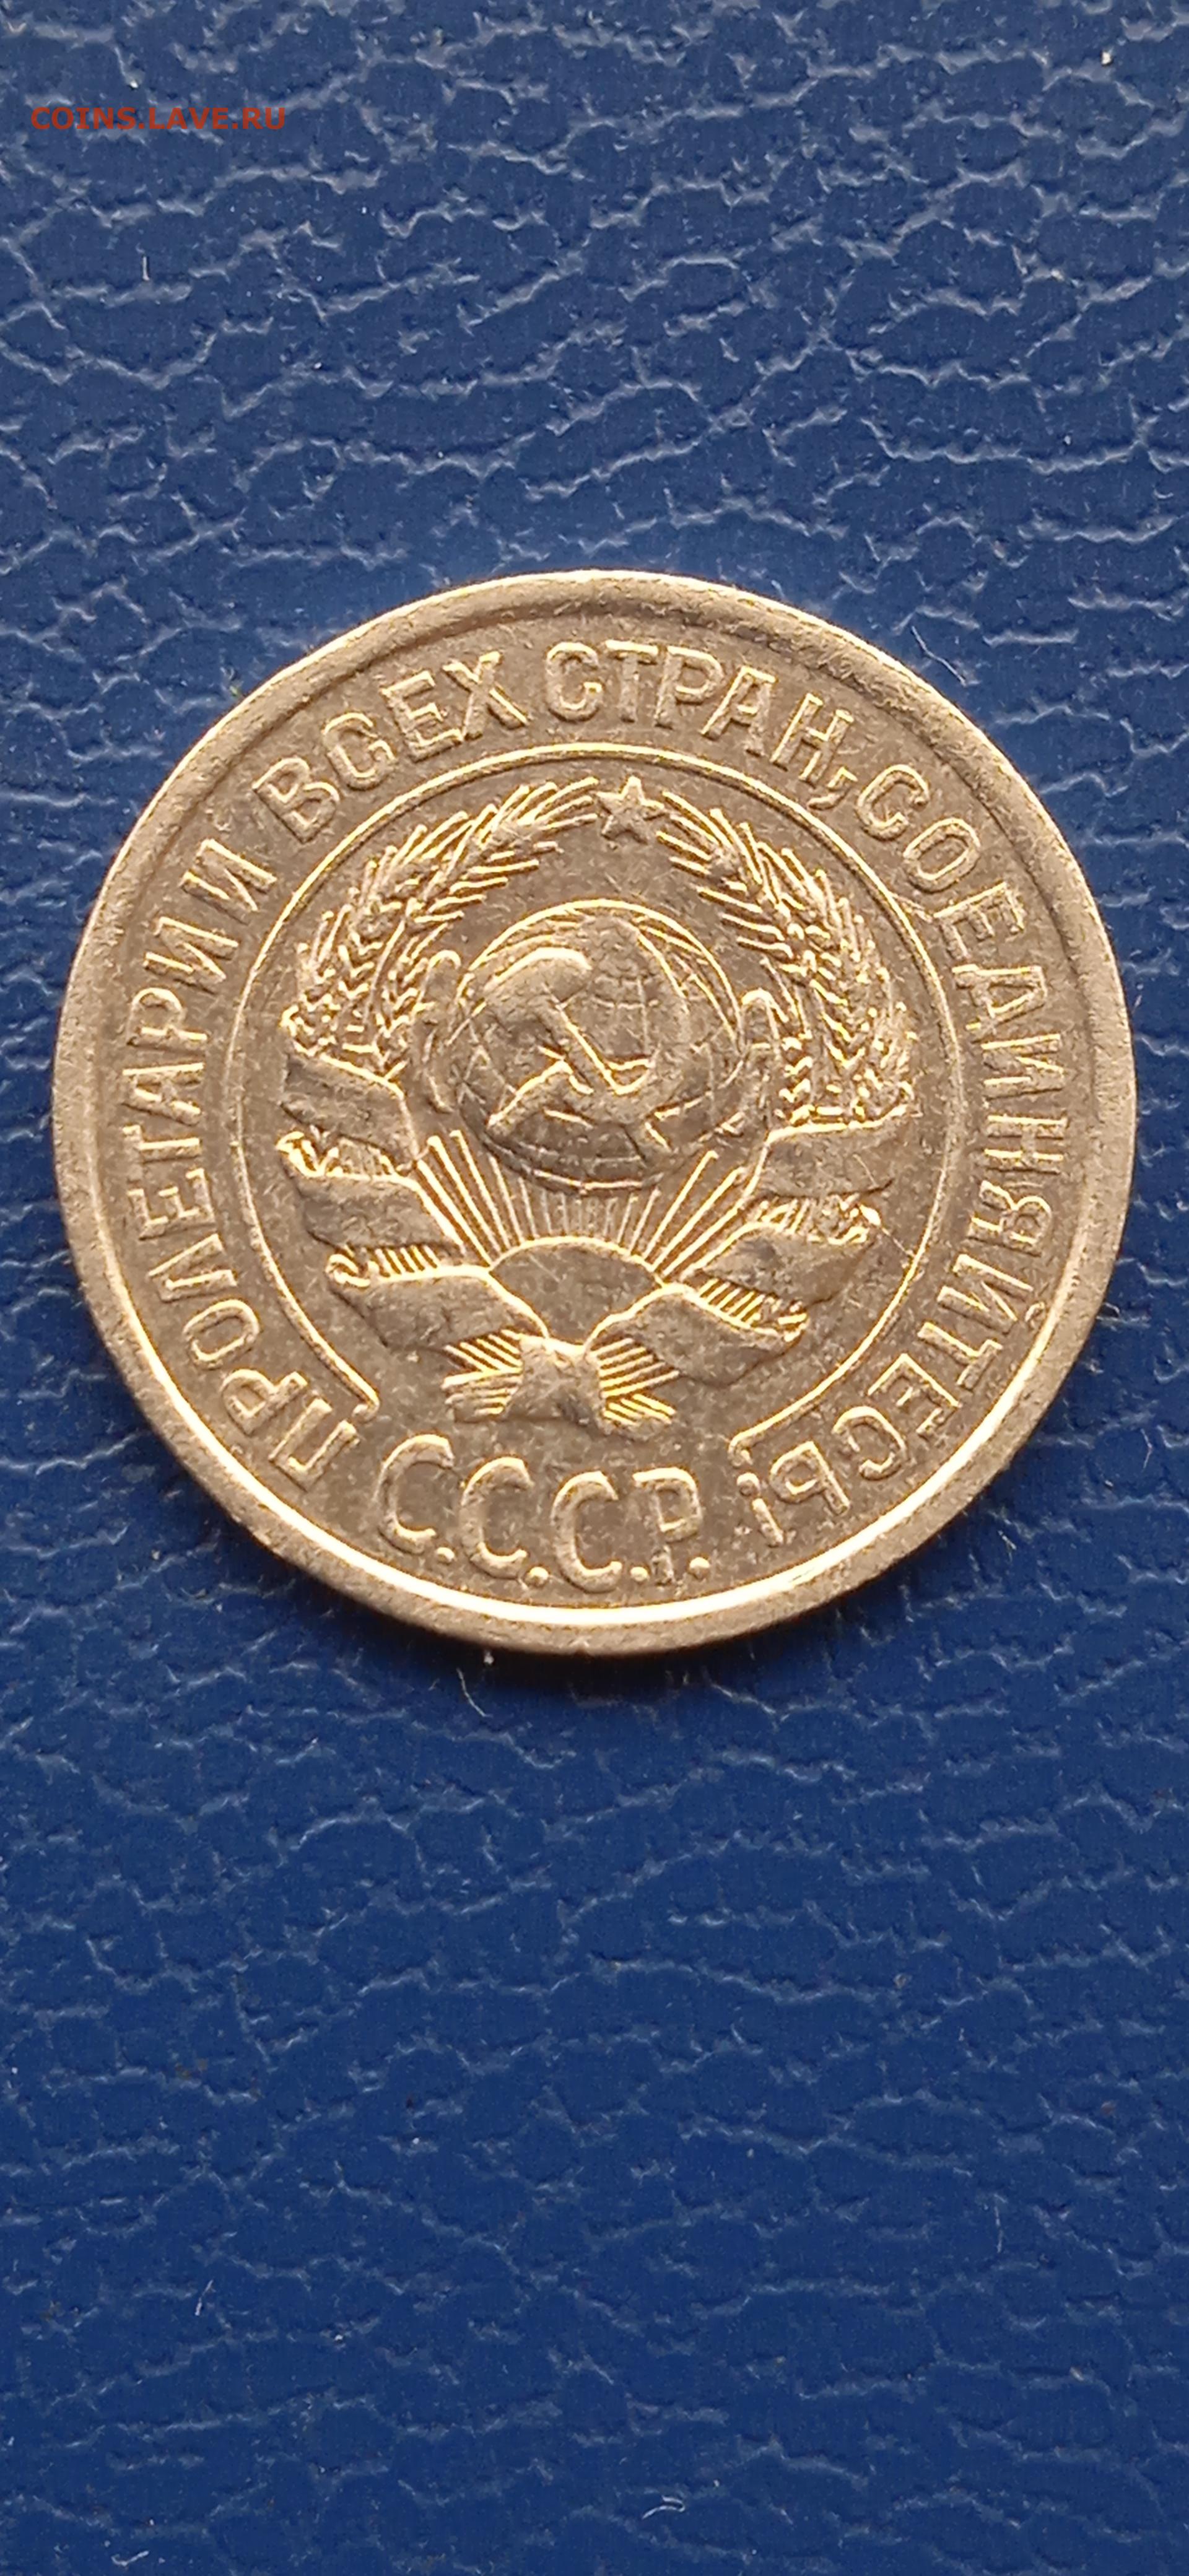 COINS.LAVE.RU
ПРОЛЕТАРИИ ВСЕХ СТРАН, СОЕДИНЯЙТЕСЬ!
С.С.С.Р.